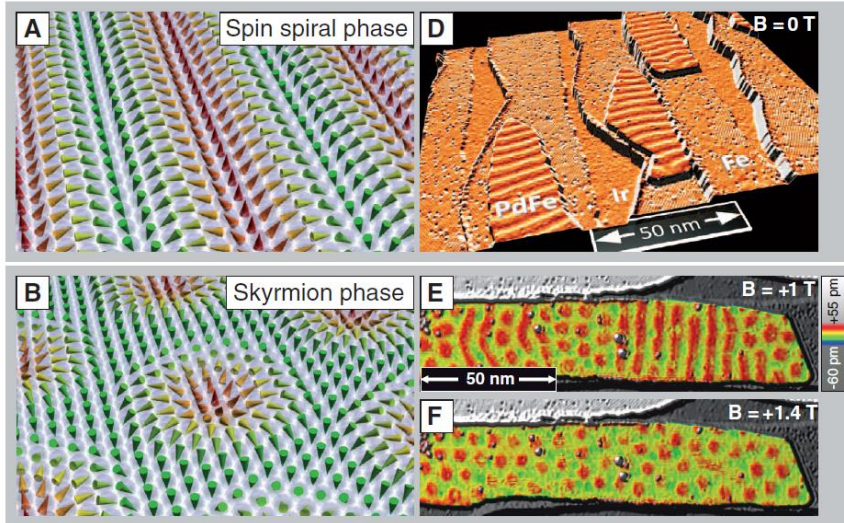 A Spin spiral phase
D B = 0 T
PdFe Ir Fe
50 nm
B Skyrmion phase
E B = +1 T
50 nm
+55 pm
-60 pm
F B = +1.4 T